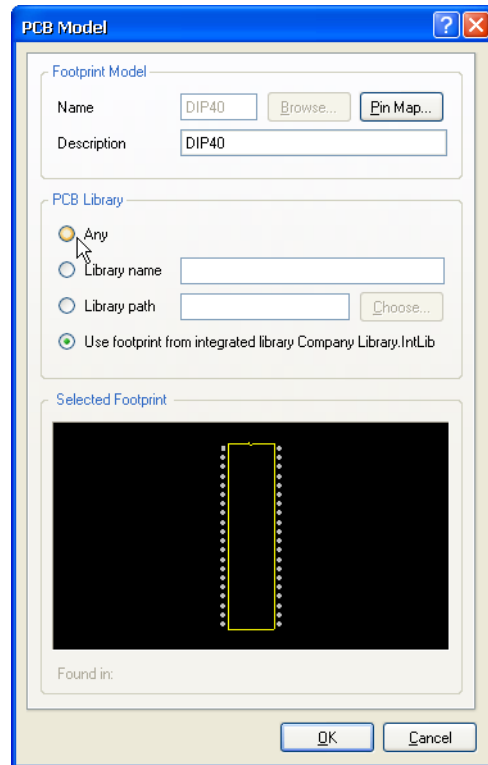 PCB Model
Footprint Model
Name DIP40 Browse... Pin Map...
Description DIP40
PCB Library
Any
Library name
Library path Choose...
Use footprint from integrated library Company Library.IntLib
Selected Footprint
Found in:
OK Cancel